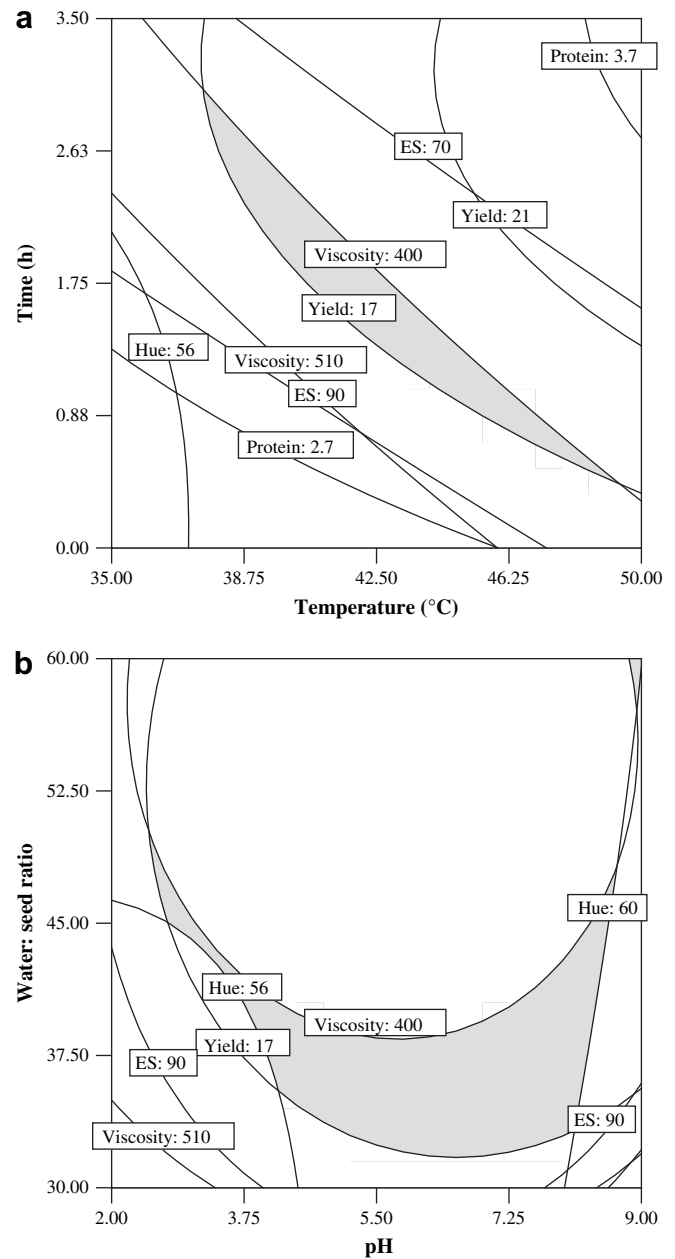 a
3.50
Protein: 3.7
ES: 70
2.63
Yield: 21
Viscosity: 400
Time (h)
1.75
Yield: 17
Hue: 56
Viscosity: 510
ES: 90
0.88
Protein: 2.7
0.00
35.00 38.75 42.50 46.25 50.00
Temperature (°C)
b
60.00
52.50
Water: seed ratio
45.00
Hue: 60
Hue: 56
Viscosity: 400
Yield: 17
37.50
ES: 90
ES: 90
Viscosity: 510
30.00
2.00 3.75 5.50 7.25 9.00
pH